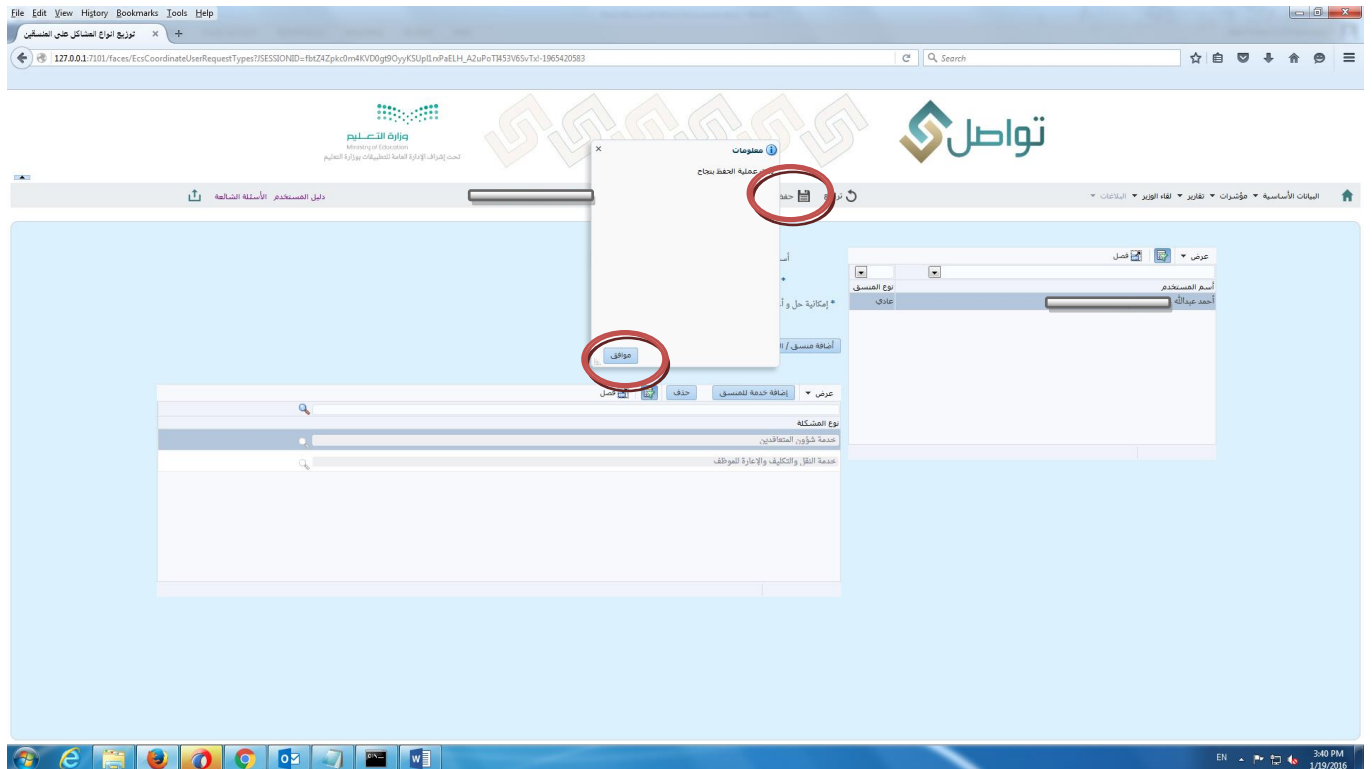 File Edit View History Bookmarks Tools Help
توزيع انواع المشاكل على المنسقين × +
127.0.0.1:7101/faces/EcsCoordinateUserRequestTypes?JSESSIONID=
Search
تواصل
وزارة التعليم
Ministry of Education
تحت إشراف الإدارة العامة للتطبيقات بوزارة التعليم
معلومات ×
عملية الحفظ بنجاح
موافق
البيانات الأساسية مؤشرات تقارير لقاء الوزير البلاغات
حفظ
دليل المستخدم الأسئلة الشائعة
عرض فصل
أسم المستخدم نوع المنسق
أحمد عبدالله عادي
* إمكانية حل و
أضافة منسق /
عرض إضافة خدمة للمنسق حذف فصل
نوع المشكلة
خدمة شؤون المتعاقدين
خدمة النقل والتكليف والإعارة للموظف
EN 3:40 PM
1/19/2016